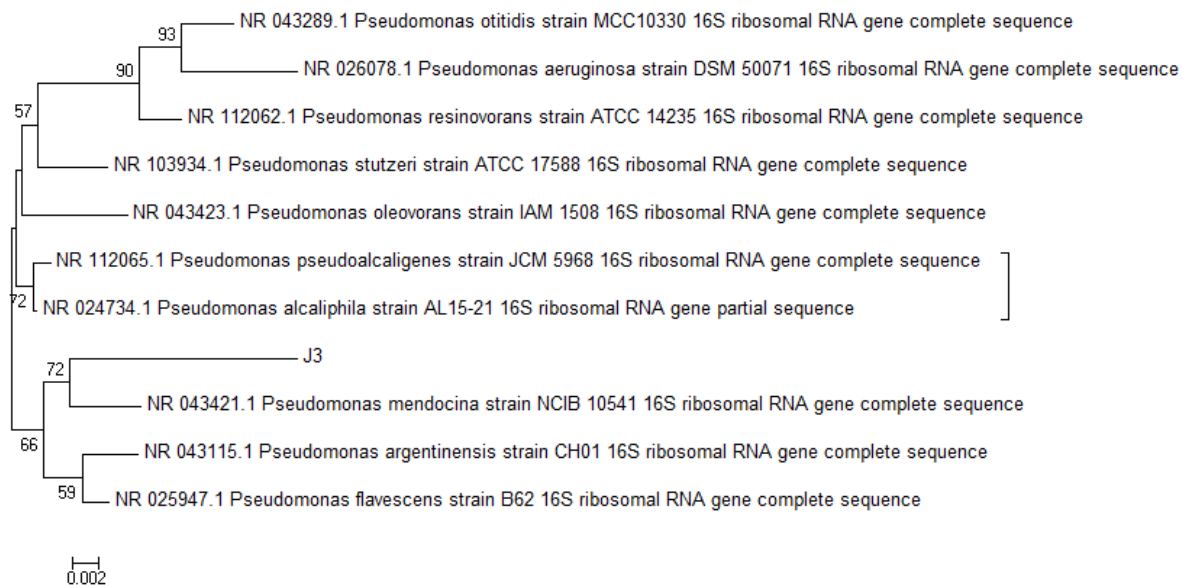 93
NR 043289.1 Pseudomonas otitidis strain MCC10330 16S ribosomal RNA gene complete sequence
90
NR 026078.1 Pseudomonas aeruginosa strain DSM 50071 16S ribosomal RNA gene complete sequence
57
NR 112062.1 Pseudomonas resinovorans strain ATCC 14235 16S ribosomal RNA gene complete sequence
NR 103934.1 Pseudomonas stutzeri strain ATCC 17588 16S ribosomal RNA gene complete sequence
NR 043423.1 Pseudomonas oleovorans strain IAM 1508 16S ribosomal RNA gene complete sequence
NR 112065.1 Pseudomonas pseudoalcaligenes strain JCM 5968 16S ribosomal RNA gene complete sequence
72
NR 024734.1 Pseudomonas alcaliphila strain AL15-21 16S ribosomal RNA gene partial sequence
J3
72
NR 043421.1 Pseudomonas mendocina strain NCIB 10541 16S ribosomal RNA gene complete sequence
66
NR 043115.1 Pseudomonas argentinensis strain CH01 16S ribosomal RNA gene complete sequence
59
NR 025947.1 Pseudomonas flavescens strain B62 16S ribosomal RNA gene complete sequence
0.002